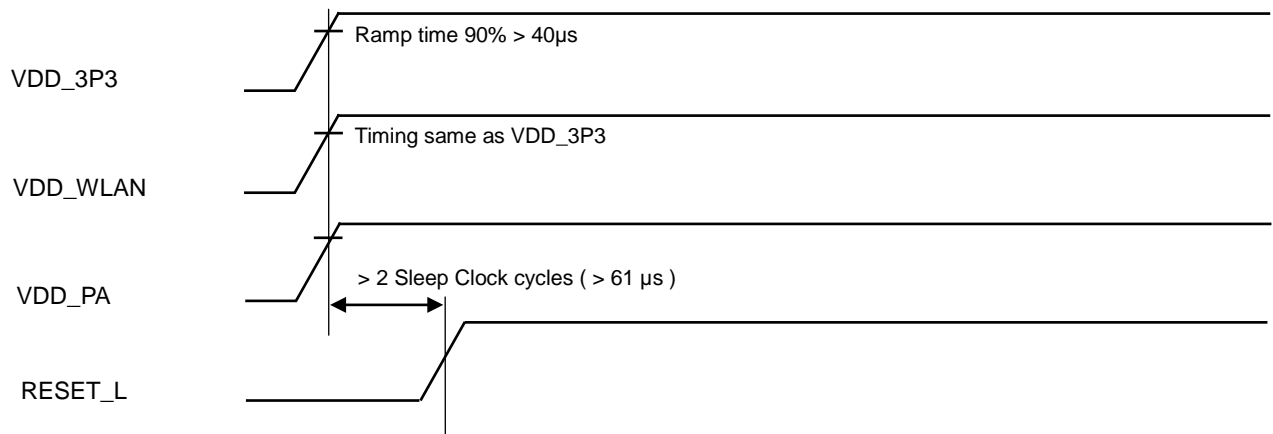 Ramp time 90% > 40µs
VDD_3P3
Timing same as VDD_3P3
VDD_WLAN
> 2 Sleep Clock cycles ( > 61 µs )
VDD_PA
RESET_L